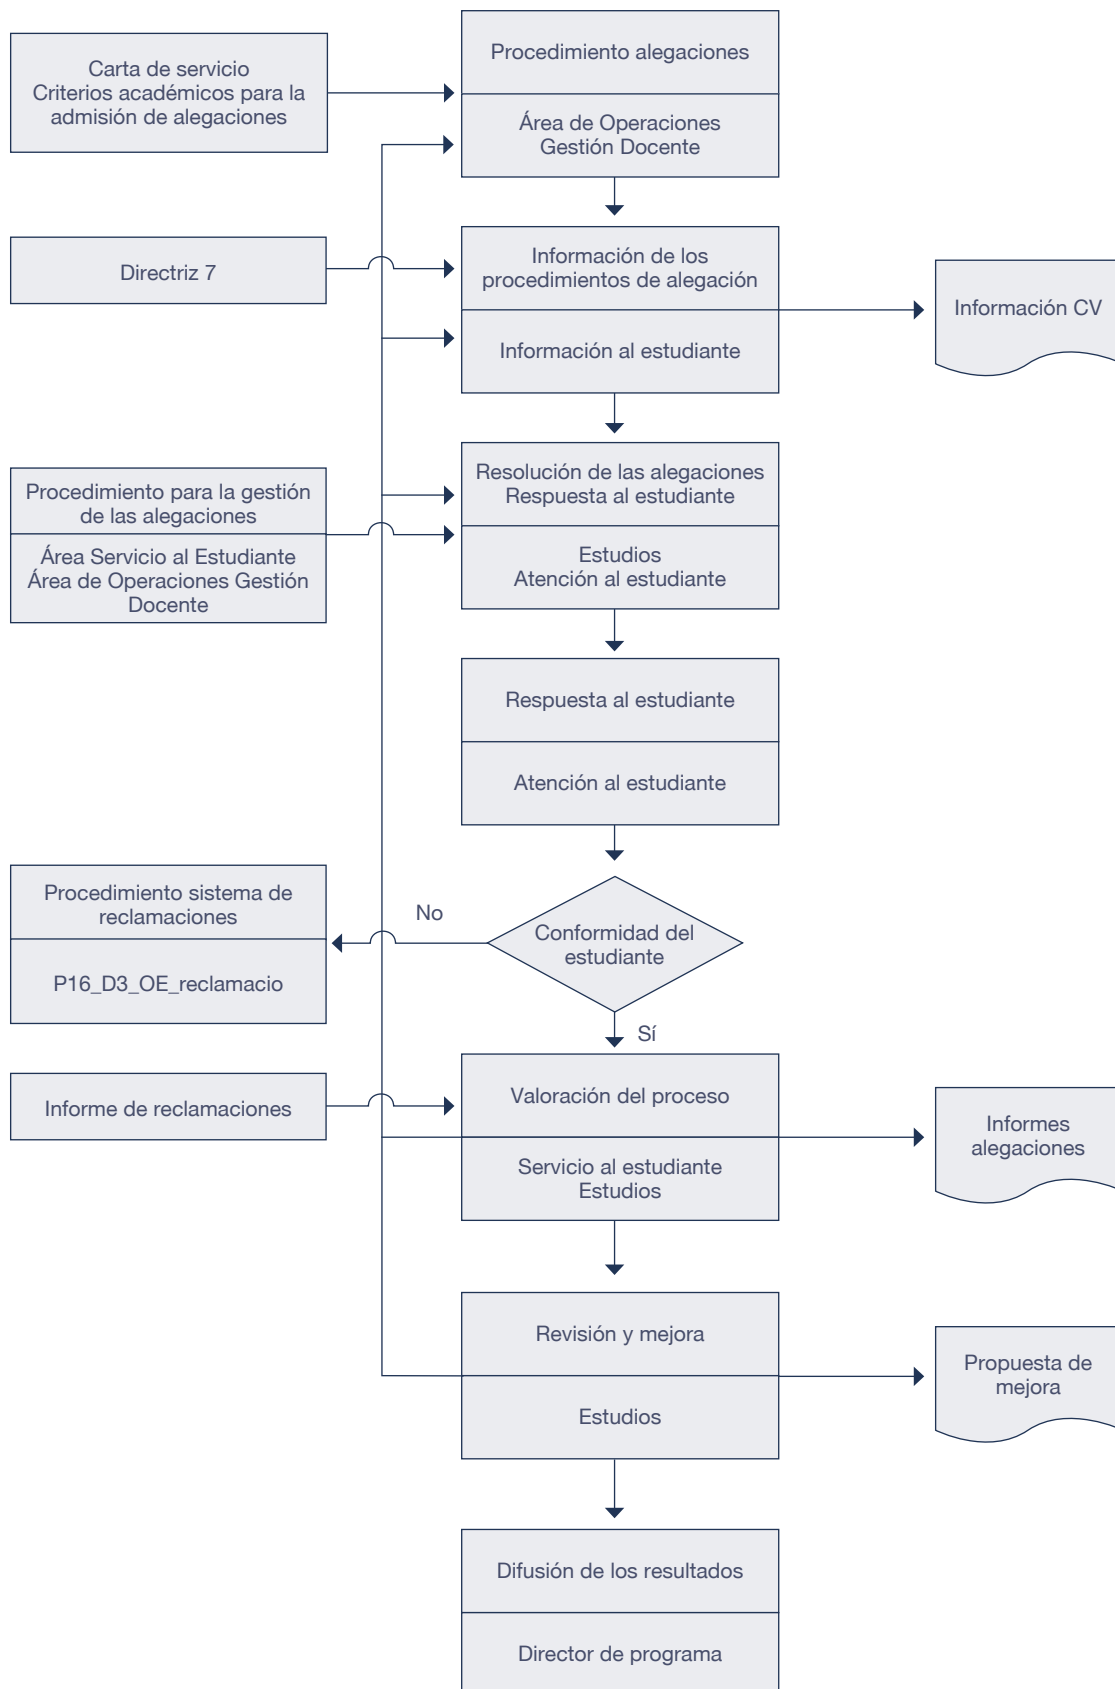 Procedimiento alegaciones
Carta de servicio
Criterios académicos para la
admisión de alegaciones
Área de Operaciones
Gestión Docente
Directriz 7
Información de los
procedimientos de alegación
Información al estudiante
Información CV
Procedimiento para la gestión
de las alegaciones
Área Servicio al Estudiante
Área de Operaciones Gestión
Docente
Resolución de las alegaciones
Respuesta al estudiante
Estudios
Atención al estudiante
Respuesta al estudiante
Atención al estudiante
Procedimiento sistema de
reclamaciones
P16_D3_OE_reclamacio
No
Conformidad del
estudiante
Sí
Informe de reclamaciones
Valoración del proceso
Servicio al estudiante
Estudios
Informes
alegaciones
Revisión y mejora
Estudios
Propuesta de
mejora
Difusión de los resultados
Director de programa